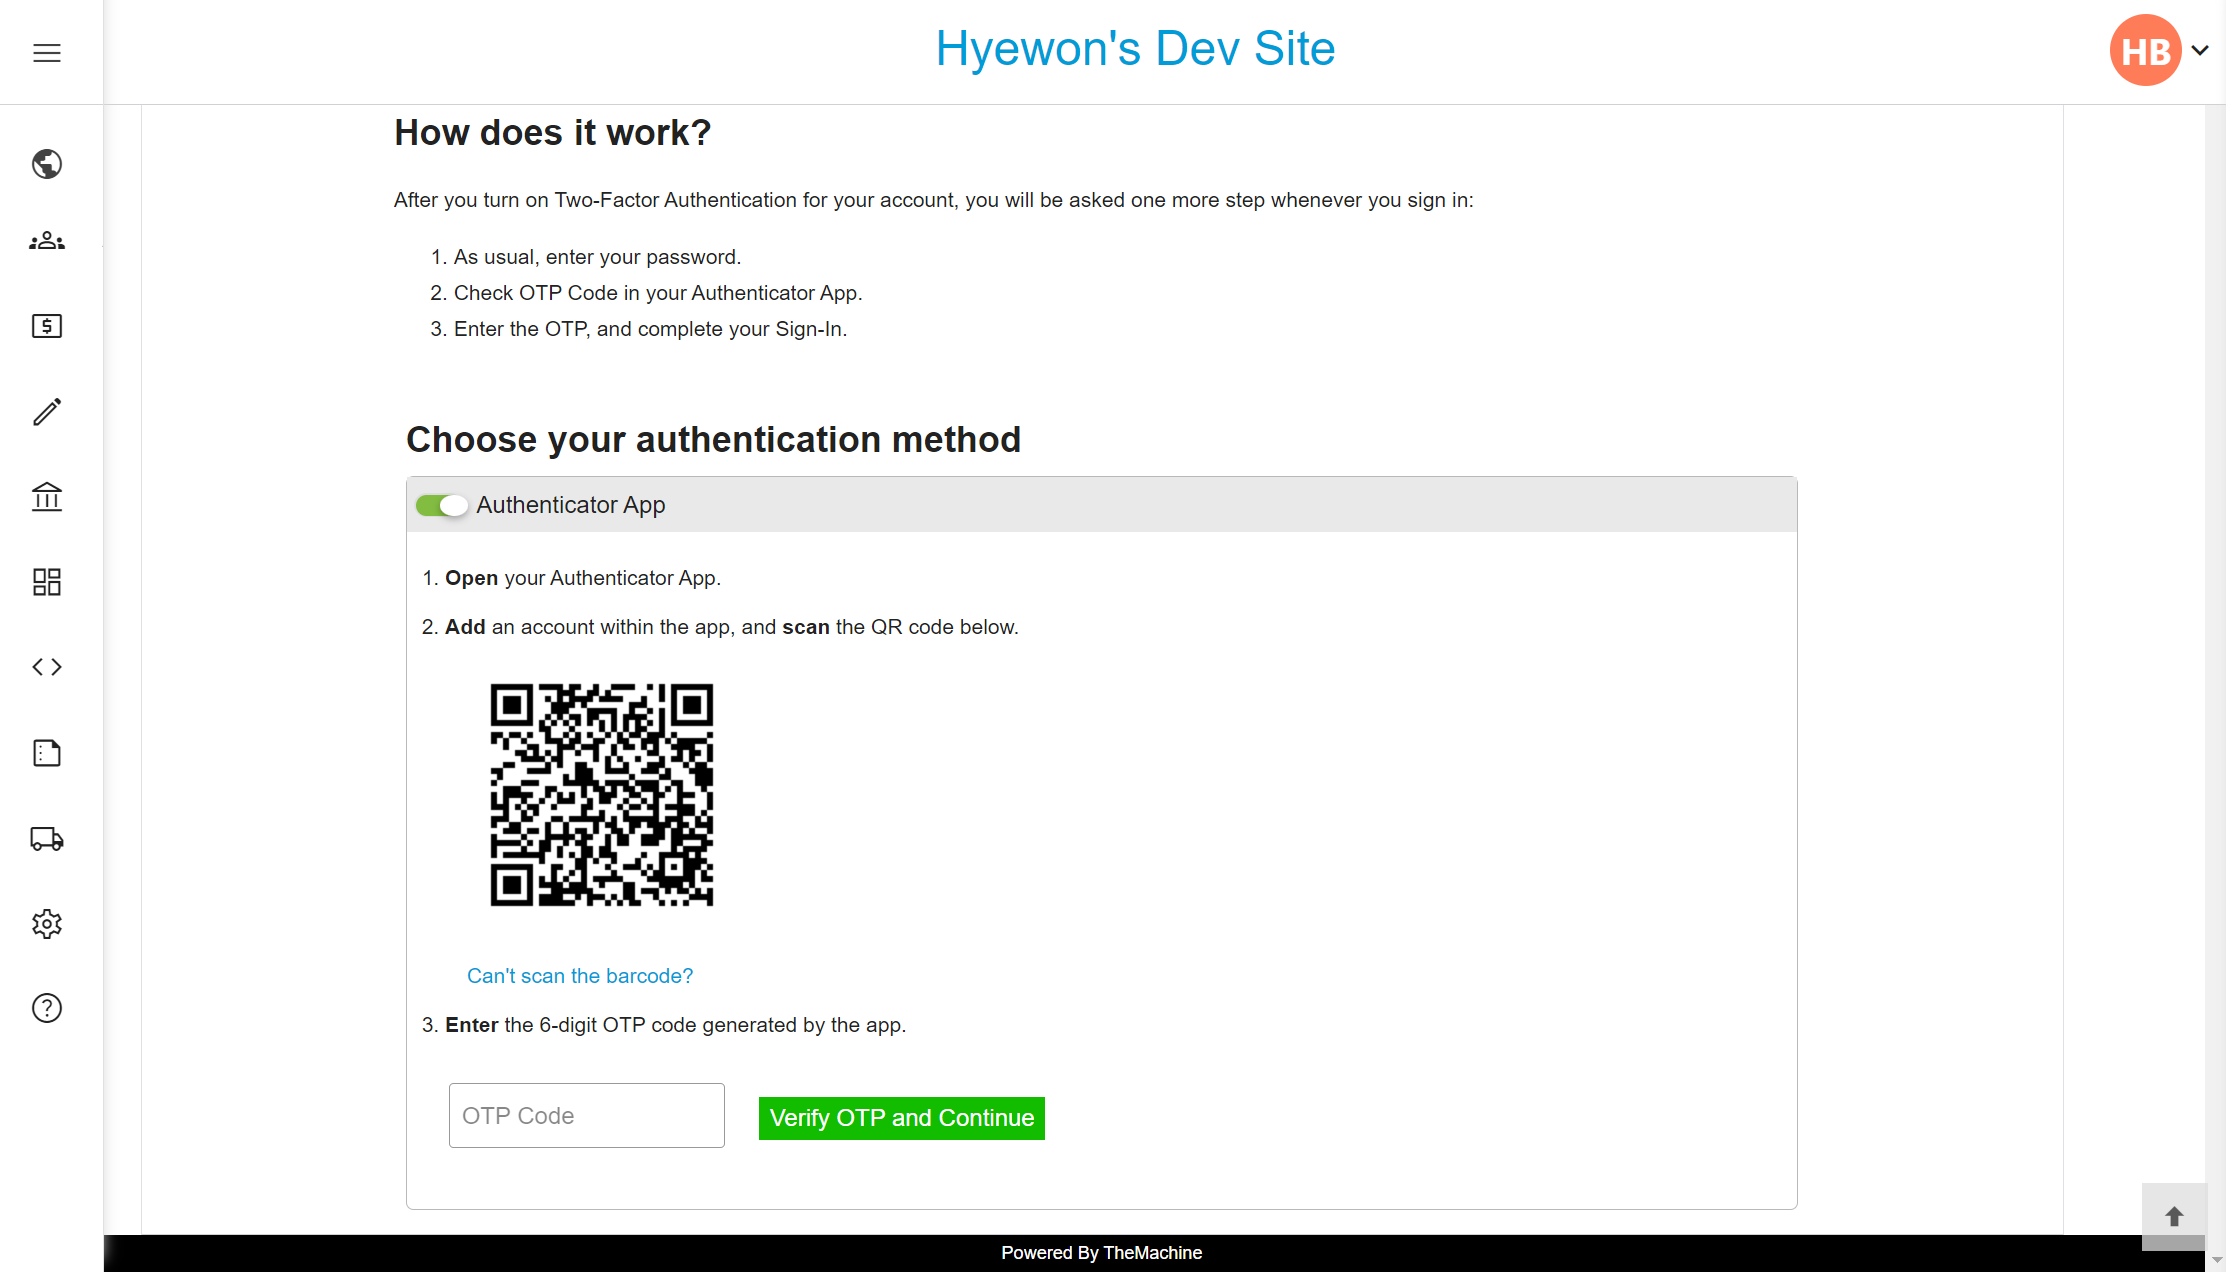 Hyewon's Dev Site
HB
How does it work?
After you turn on Two-Factor Authentication for your account, you will be asked one more step whenever you sign in:
1. As usual, enter your password.
2. Check OTP Code in your Authenticator App.
3. Enter the OTP, and complete your Sign-In.
Choose your authentication method
Authenticator App
1. Open your Authenticator App.
2. Add an account within the app, and scan the QR code below.
Can't scan the barcode?
3. Enter the 6-digit OTP code generated by the app.
OTP Code
Verify OTP and Continue
Powered By TheMachine